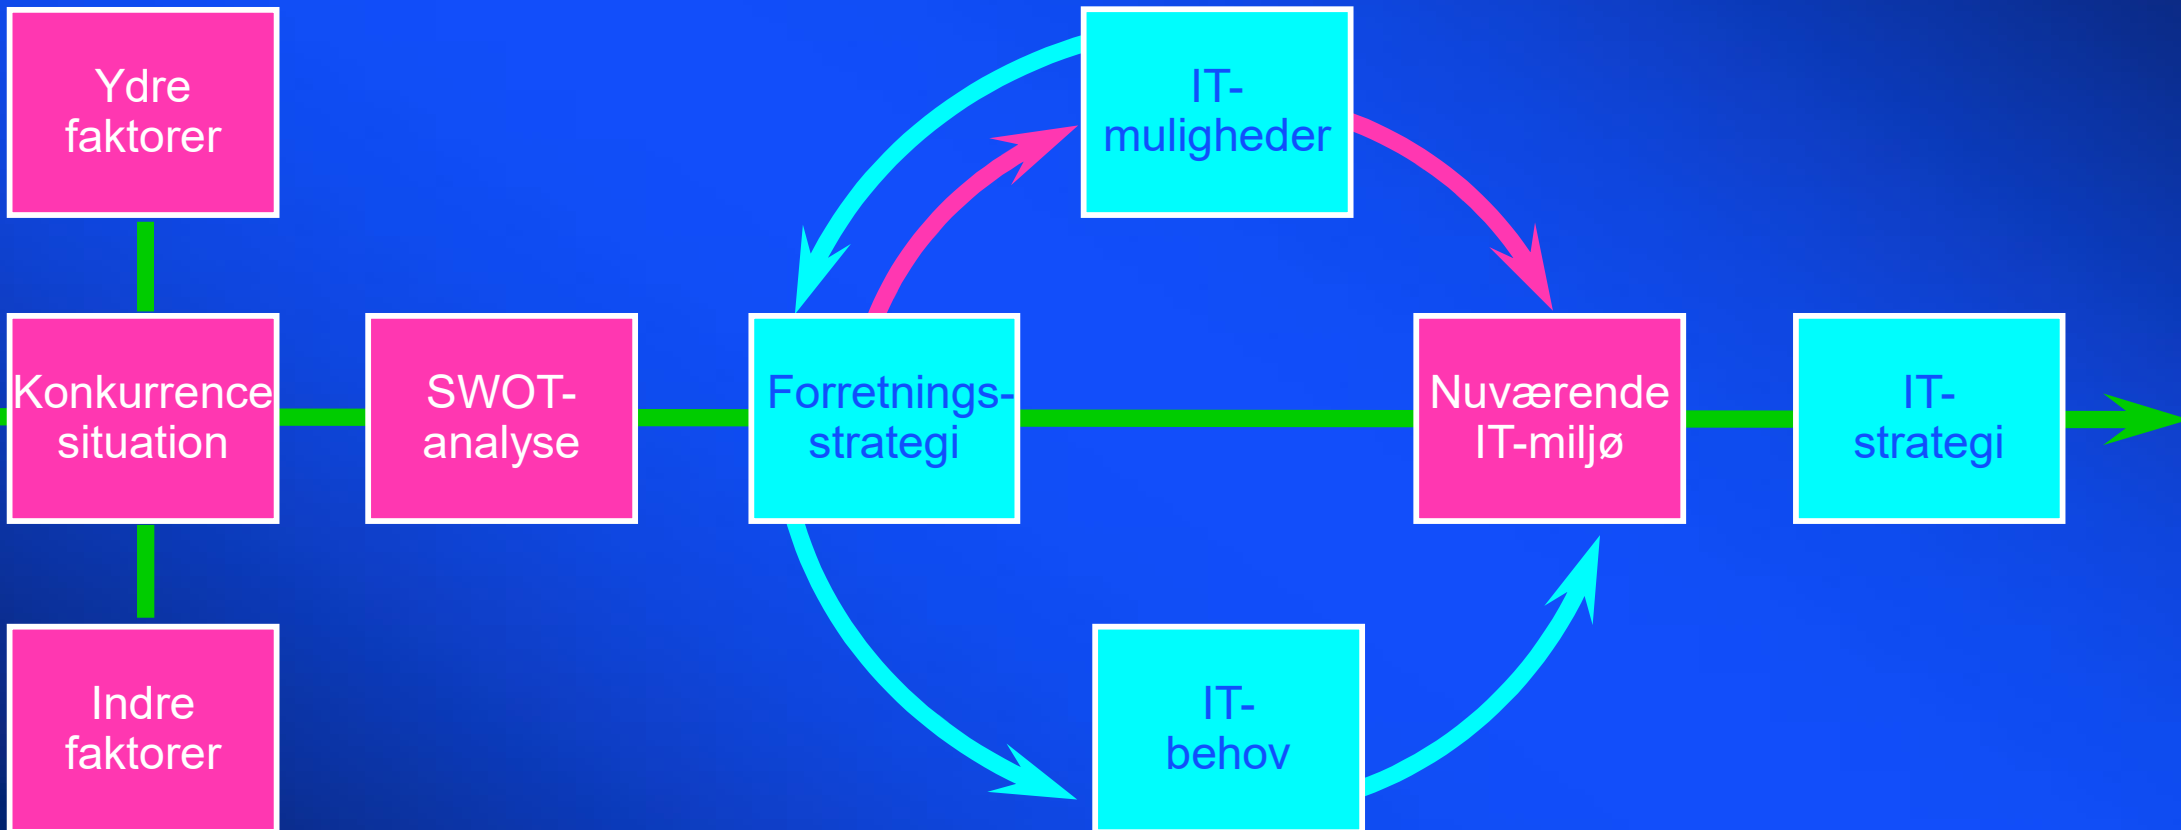 Ydre
faktorer
IT-
muligheder
Konkurrence
situation
SWOT-
analyse
Forretnings-
strategi
Nuværende
IT-miljø
IT-
strategi
Indre
faktorer
IT-
behov